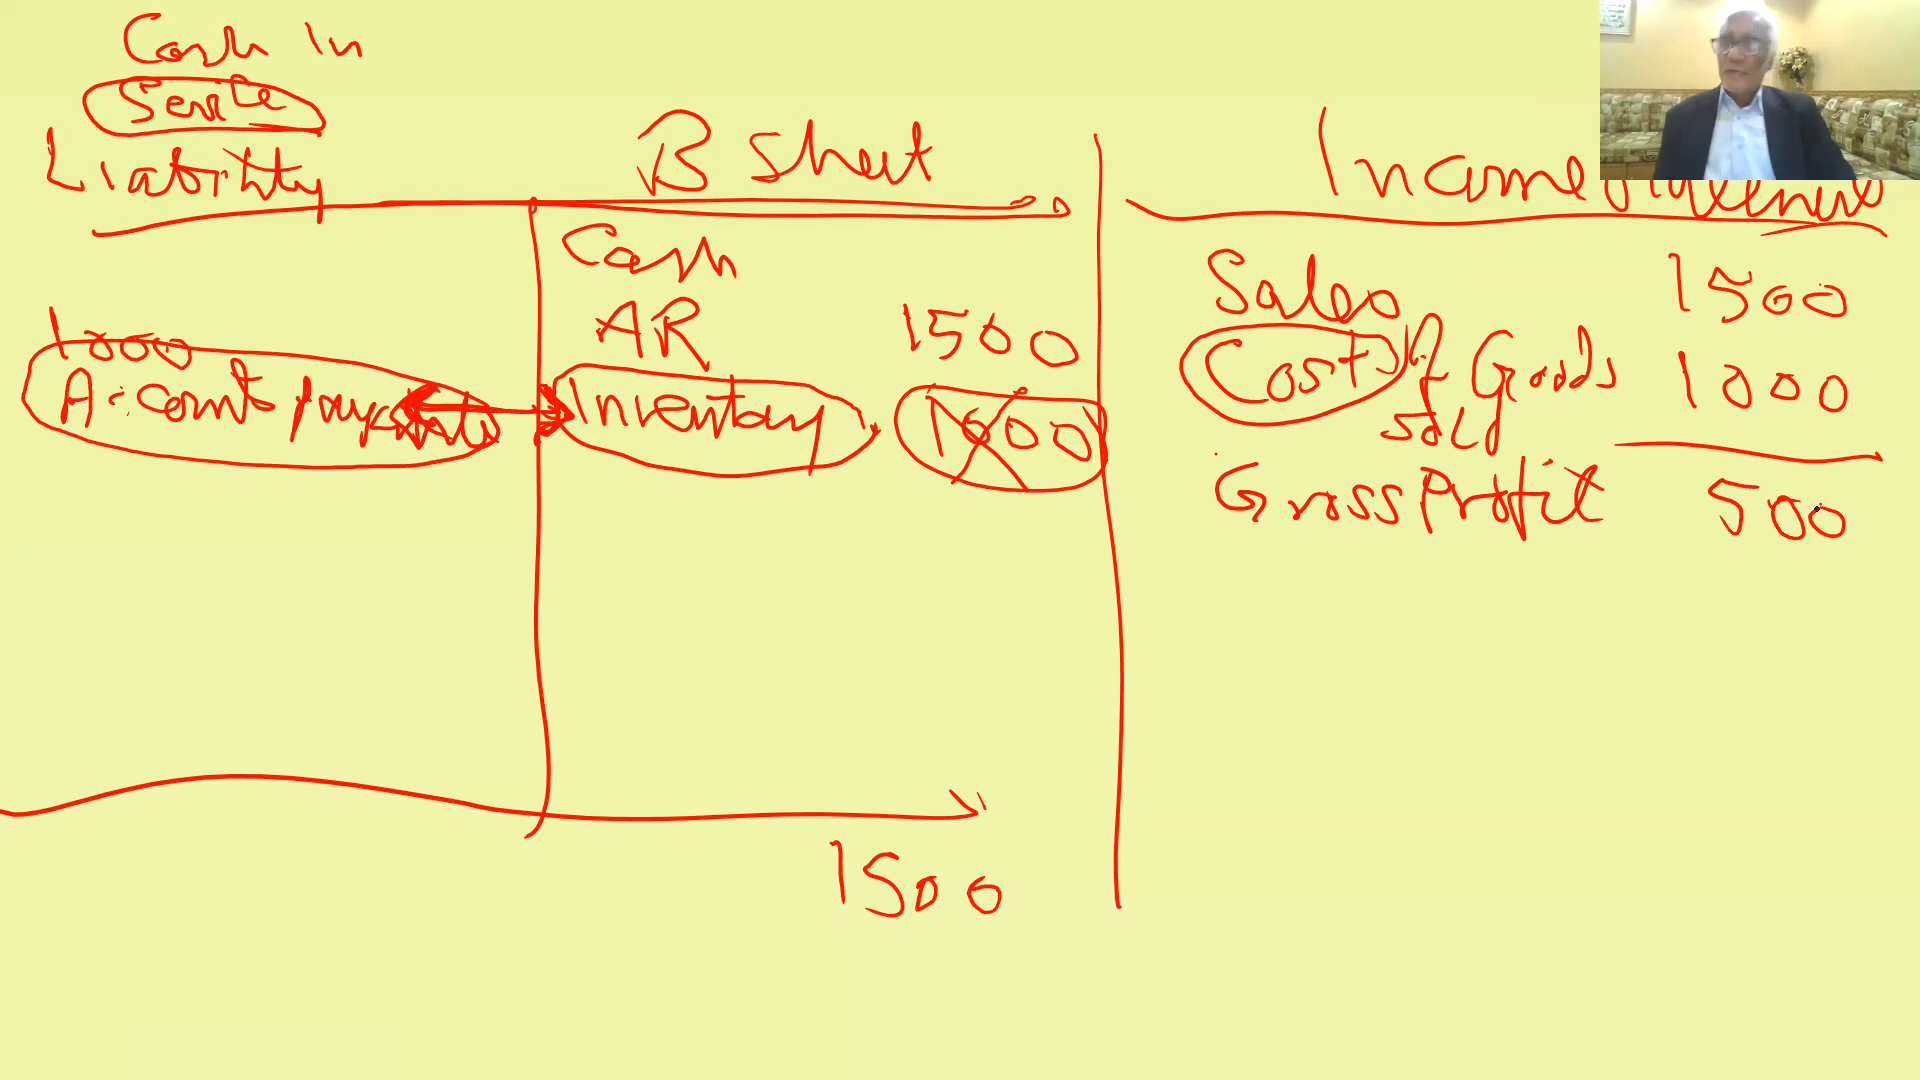 Cash In
Liability
B Sheet
Income
Cash
Sales 1500
1000
AR 1500
Cost of Goods 1000
Sold
Account payable
Inventory 1000
Gross Profit 500
1500